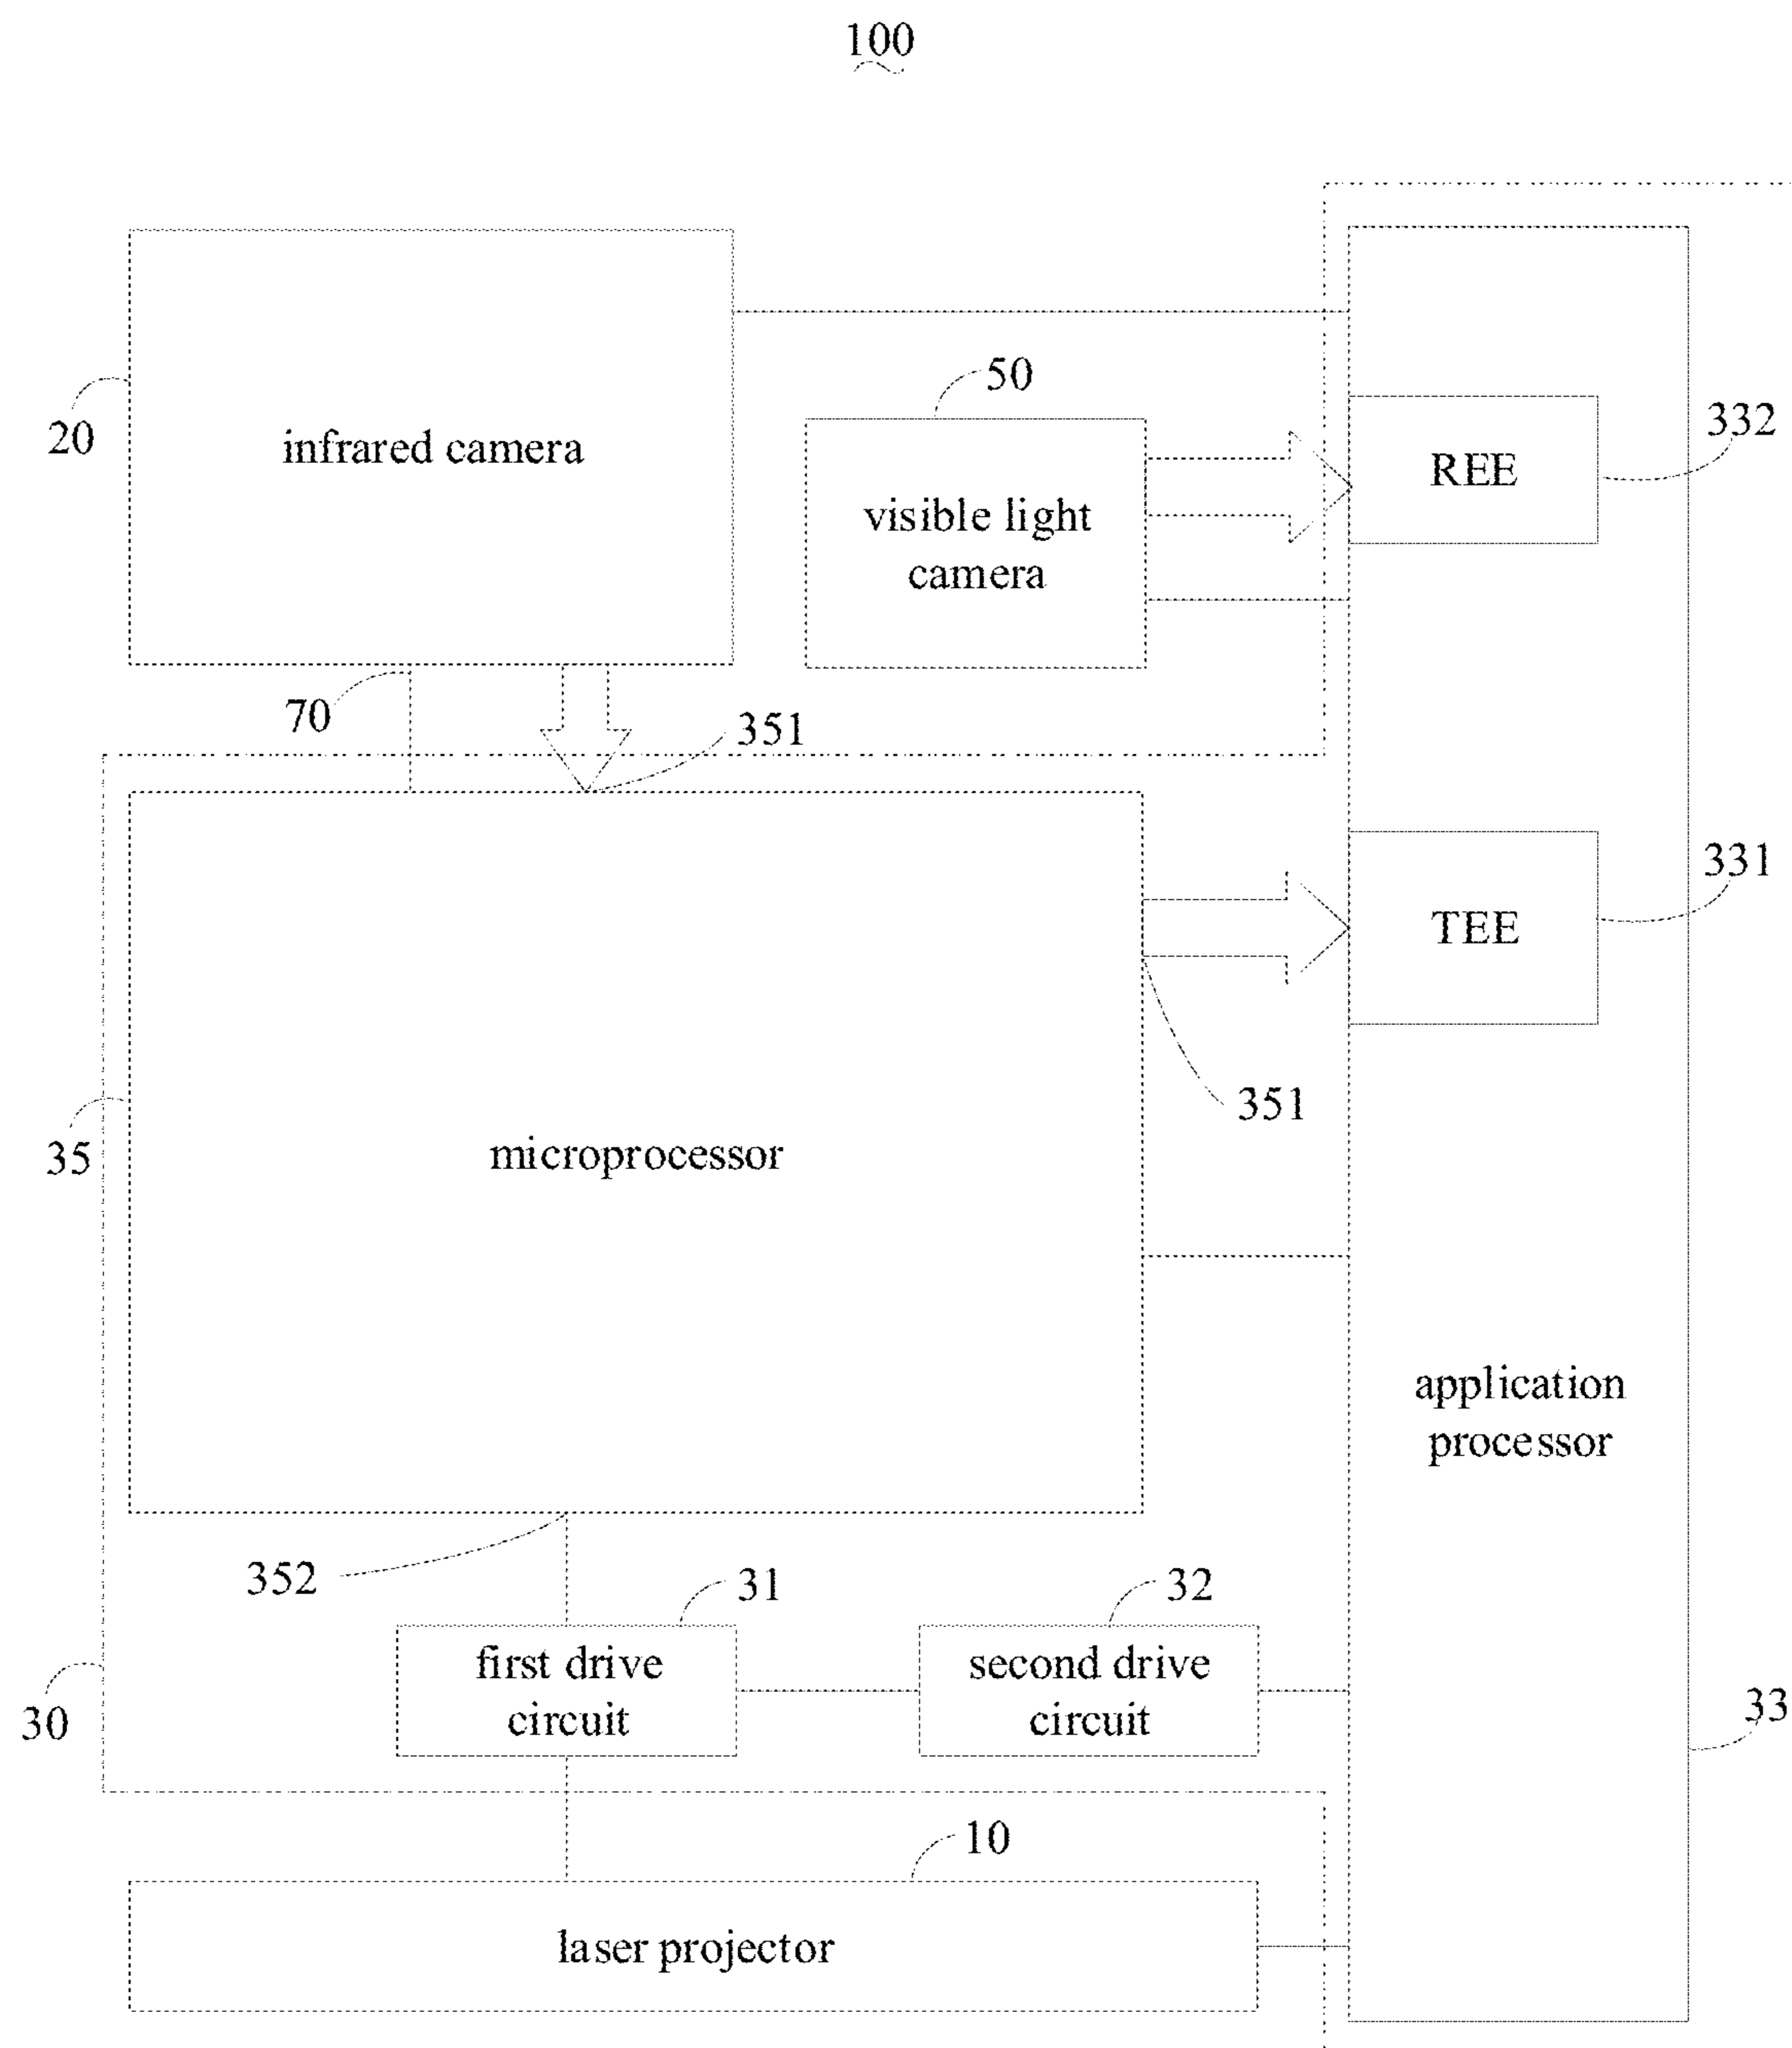 100
20
infrared camera
50
visible light
camera
REE
332
70
351
TEE
331
351
35
microprocessor
application
processor
352
31
32
first drive
circuit
second drive
circuit
30
33
10
laser projector